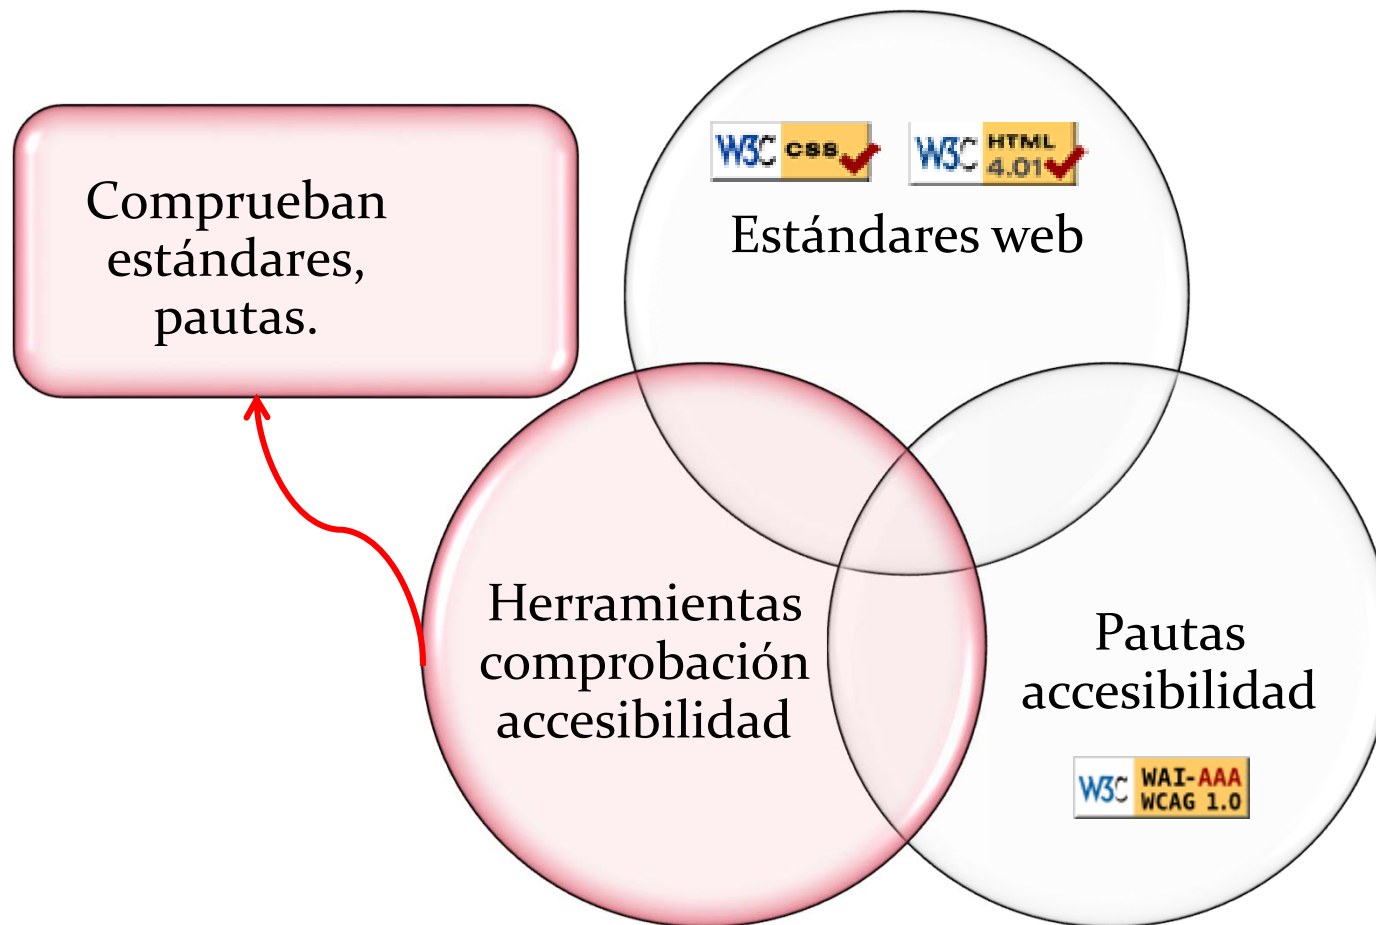 Comprueban
estándares,
pautas.
W3C css
W3C HTML
4.01
Estándares web
Herramientas
comprobación
accesibilidad
Pautas
accesibilidad
W3C WAI-AAA
WCAG 1.0